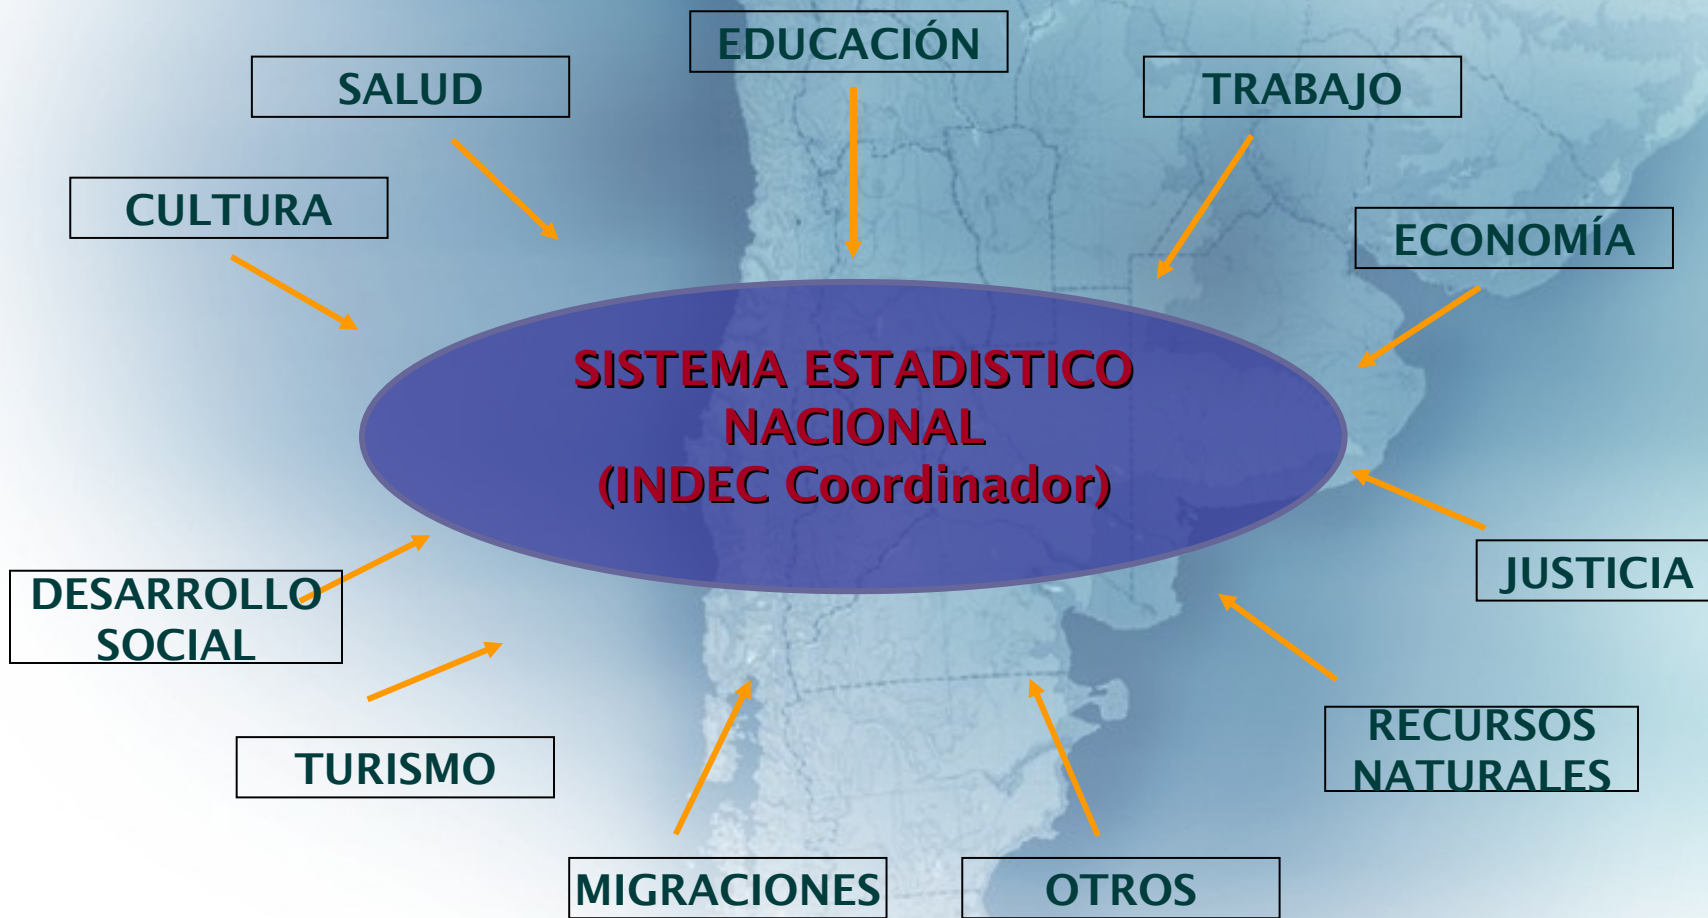 EDUCACIÓN
SALUD
TRABAJO
CULTURA
ECONOMÍA
SISTEMA ESTADISTICO
NACIONAL
(INDEC Coordinador)
JUSTICIA
DESARROLLO
SOCIAL
RECURSOS
NATURALES
TURISMO
MIGRACIONES
OTROS